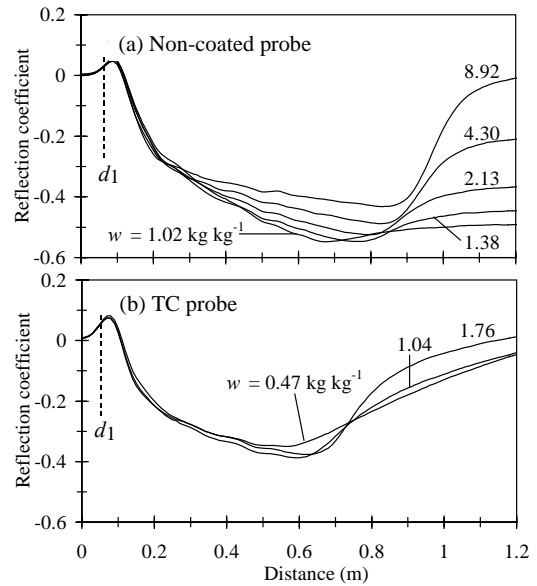 0.2
(a) Non-coated probe
8.92
0
4.30
Reflection coefficient
-0.2
d1
2.13
-0.4
w = 1.02 kg kg-1
1.38
-0.6
0.2
(b) TC probe
1.76
0
1.04
Reflection coefficient
w = 0.47 kg kg-1
-0.2
d1
-0.4
-0.6
0 0.2 0.4 0.6 0.8 1.0 1.2
Distance (m)